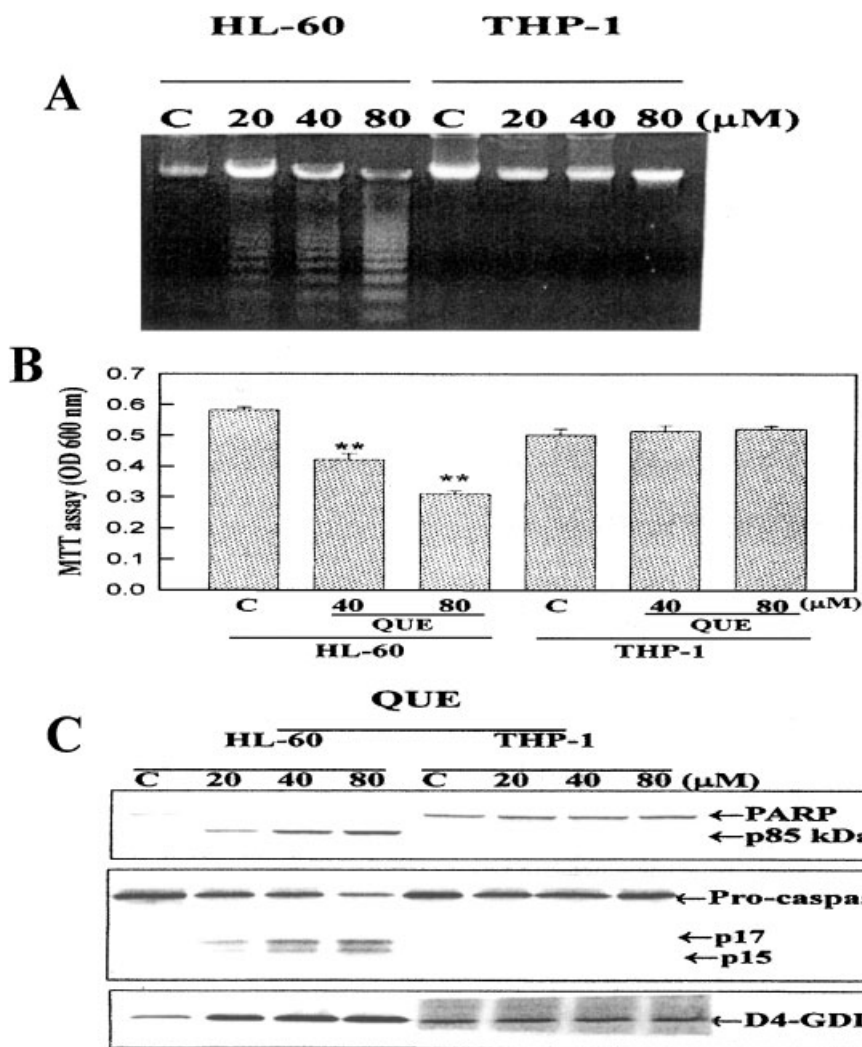 HL-60 THP-1
A
C 20 40 80 C 20 40 80 (μM)
B
MTT assay (OD 600 nm)
0.7
0.6
0.5
0.4
0.3
0.2
0.1
0.0
**
**
C 40 80 C 40 80 (μM)
QUE QUE
HL-60 THP-1
QUE
C
HL-60 THP-1
C 20 40 80 C 20 40 80 (μM)
←PARP
←p85 kDa
←Pro-caspas
←p17
←p15
←D4-GDI